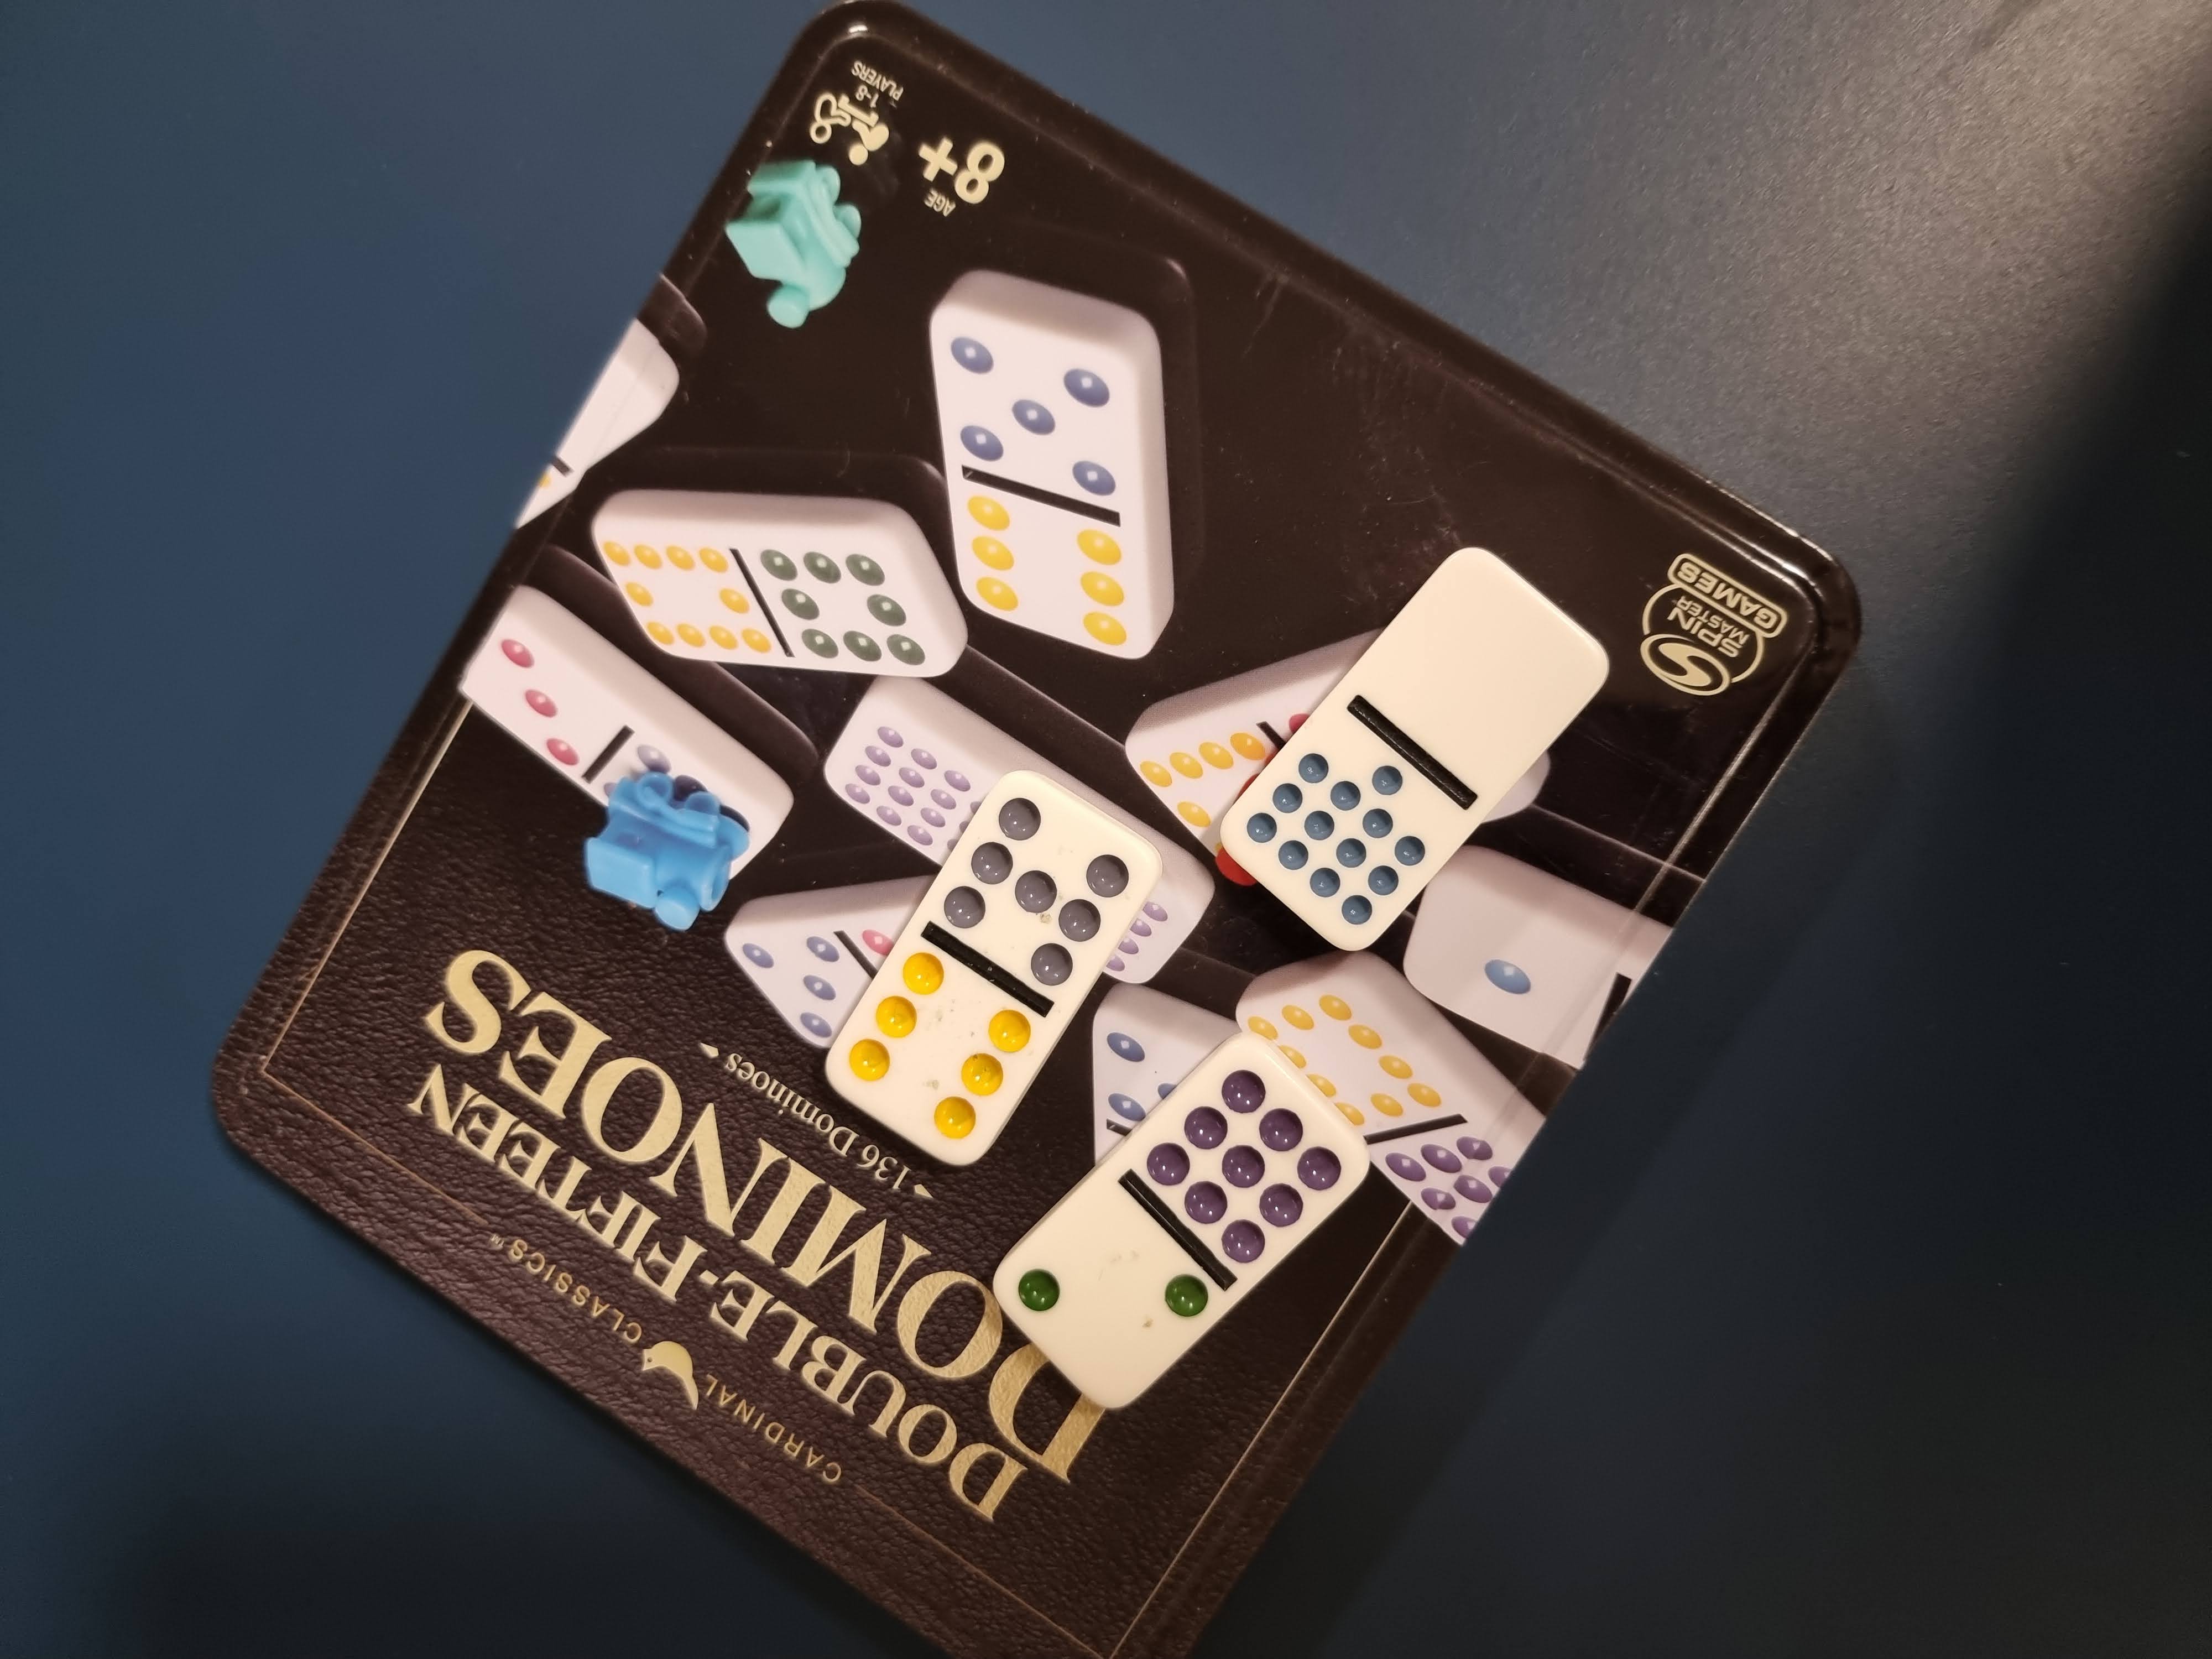 CARDINAL CLASSICS™
DOUBLE-FIFTEEN
DOMINOES
136 Dominoes
AGE
8+
1-8
PLAYERS
SPIN
MASTER
GAMES